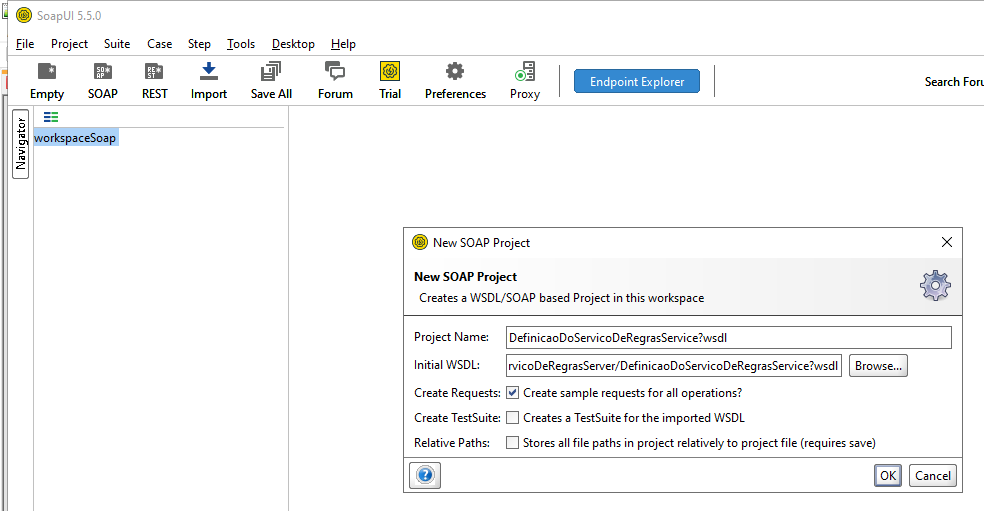 SoapUI 5.5.0
File Project Suite Case Step Tools Desktop Help
Empty SOAP REST Import Save All Forum Trial Preferences Proxy Endpoint Explorer Search Foru
Navigator
workspaceSoap
New SOAP Project
New SOAP Project
Creates a WSDL/SOAP based Project in this workspace
Project Name: DefinicaoDoServicoDeRegrasService?wsdl
Initial WSDL: rvicoDeRegrasServer/DefinicaoDoServicoDeRegrasService?wsdl Browse...
Create Requests: Create sample requests for all operations?
Create TestSuite: Creates a TestSuite for the imported WSDL
Relative Paths: Stores all file paths in project relatively to project file (requires save)
OK Cancel